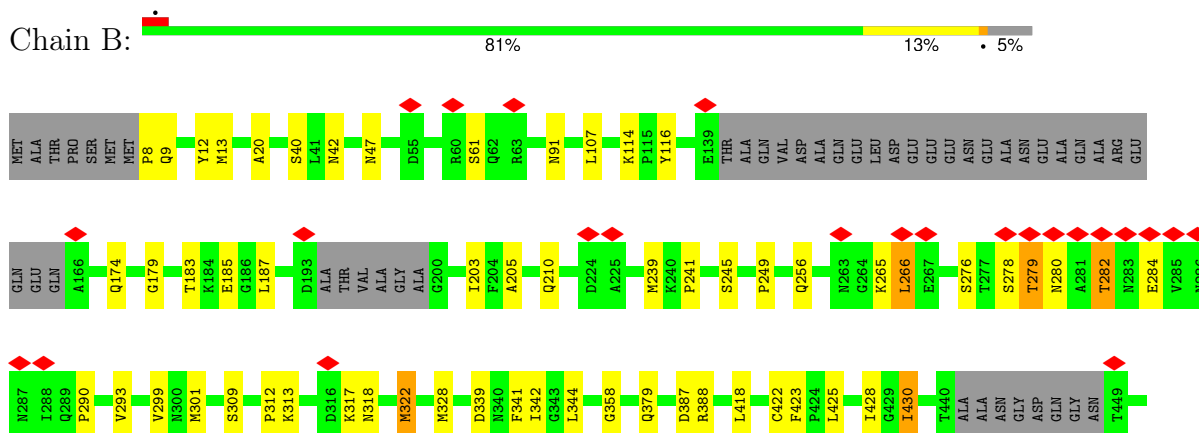 Chain B:
81% 13% • 5%
MET ALA THR PRO SER MET MET P8 Q9 Y12 M13 A20 S40 L41 N42 N47 D55 R60 S61 Q62 R63 N91 L107 K114 P115 Y116 E139 THR ALA GLN VAL ASP ALA GLN GLU LEU ASP GLU GLU GLU ASN GLU ALA ASN GLU ALA GLN ALA ARG GLU
GLN GLU GLN A166 Q174 G179 T183 K184 E185 G186 L187 D193 ALA THR VAL ALA GLY ALA G200 I203 F204 A205 Q210 D224 A225 M239 K240 P241 S245 P249 Q256 N263 G264 K265 L266 E267 S276 T277 S278 T279 N280 A281 T282 N283 E284 V285
N287 I288 Q289 P290 V293 V299 N300 M301 S309 P312 K313 D316 K317 N318 M322 M328 D339 N340 F341 I342 G343 L344 G358 Q379 D387 R388 L418 C422 F423 P424 L425 I428 G429 I430 T440 ALA ALA ASN GLY ASP GLN GLY ASN T449